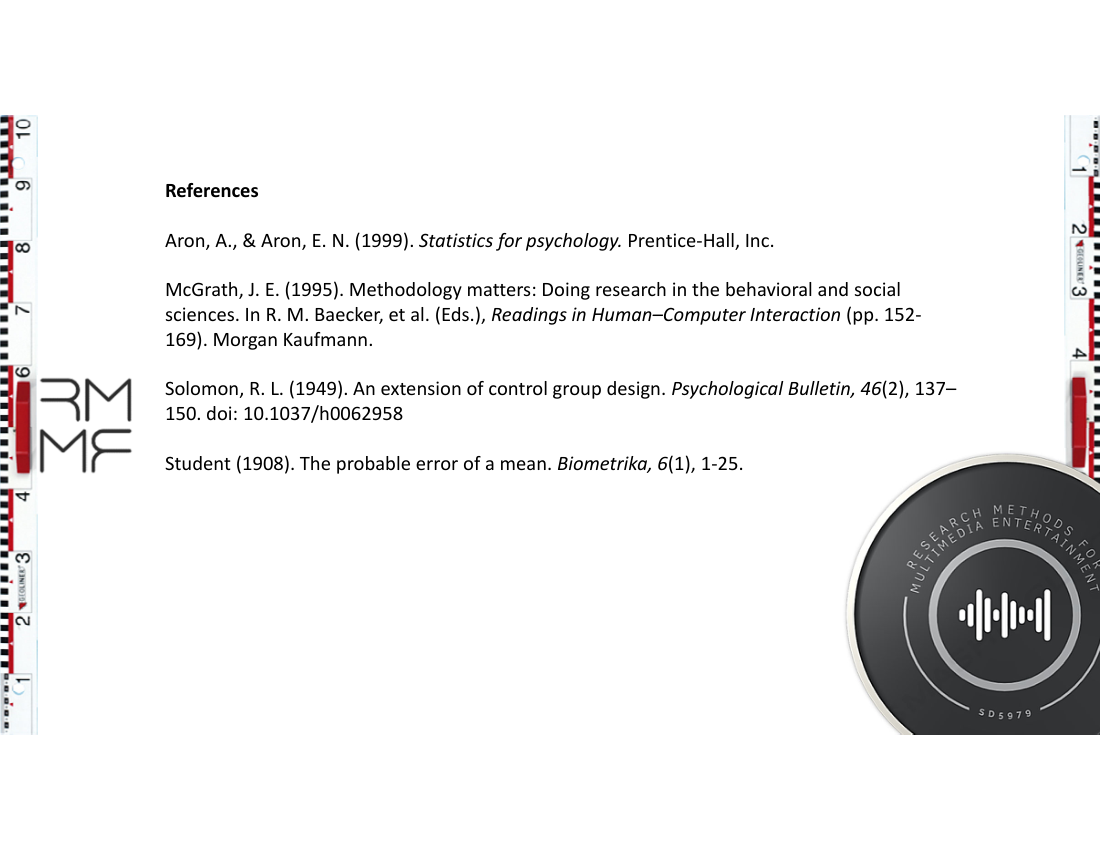 References
Aron, A., & Aron, E. N. (1999). Statistics for psychology. Prentice-Hall, Inc.
McGrath, J. E. (1995). Methodology matters: Doing research in the behavioral and social
sciences. In R. M. Baecker, et al. (Eds.), Readings in Human–Computer Interaction (pp. 152-
169). Morgan Kaufmann.
Solomon, R. L. (1949). An extension of control group design. Psychological Bulletin, 46(2), 137–
150. doi: 10.1037/h0062958
Student (1908). The probable error of a mean. Biometrika, 6(1), 1-25.
10
9
8
7
6
4
3
GEOLINER
2
1
RM
MF
1
2
GEOLINER
3
4
RESEARCH METHODS FOR
MULTIMEDIA ENTERTAINMENT
SD5979